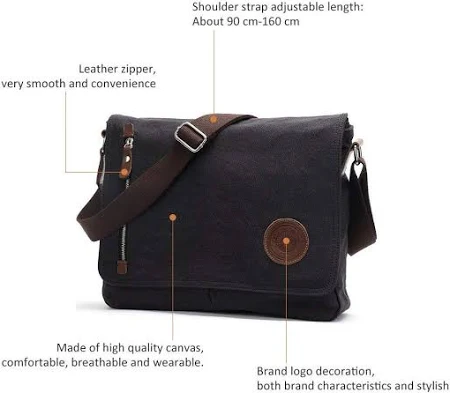 Shoulder strap adjustable length:
About 90 cm-160 cm
Leather zipper,
very smooth and convenience
Made of high quality canvas,
comfortable, breathable and wearable.
Brand logo decoration,
both brand characteristics and stylish